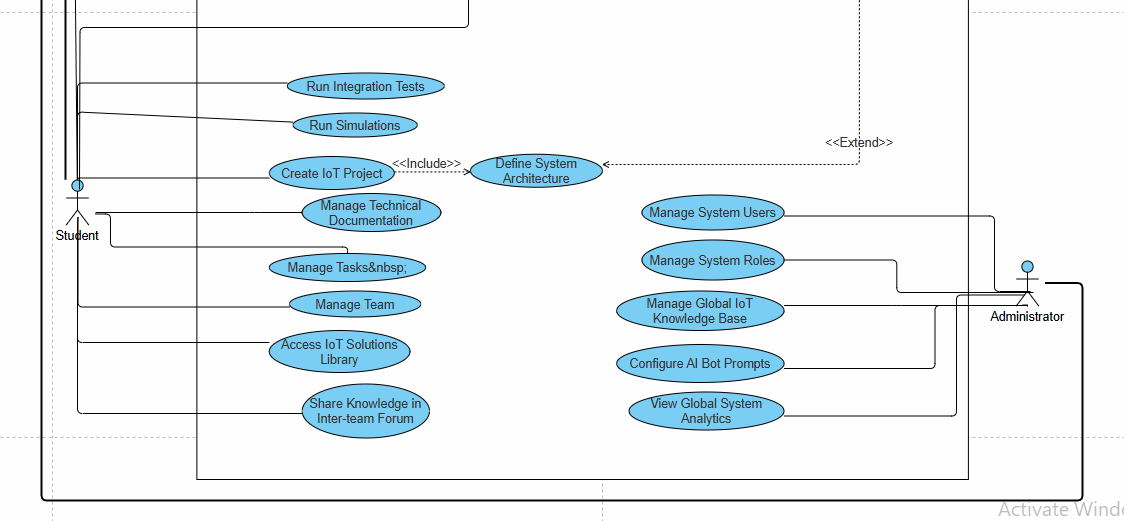 Run Integration Tests
Run Simulations
<<Extend>>
<<Include>>
Define System
Architecture
Create IoT Project
Manage Technical
Documentation
Manage System Users
Student
Manage Tasks&nbsp;
Manage System Roles
Manage Team
Manage Global IoT
Knowledge Base
Administrator
Access IoT Solutions
Library
Configure AI Bot Prompts
Share Knowledge in
Inter-team Forum
View Global System
Analytics
Activate Wind